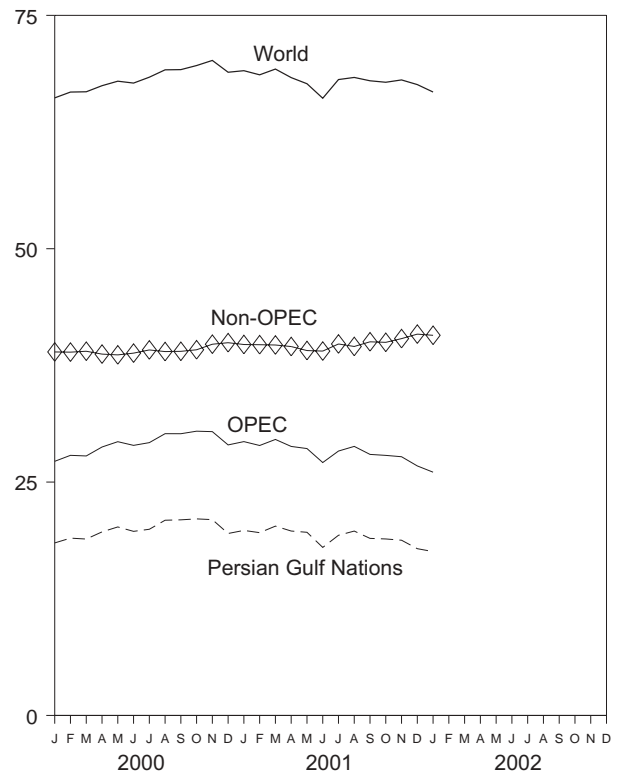 75
World
50
Non-OPEC
OPEC
25
Persian Gulf Nations
0
J F M A M J J A S O N D J F M A M J J A S O N D J F M A M J J A S O N D
2000 2001 2002